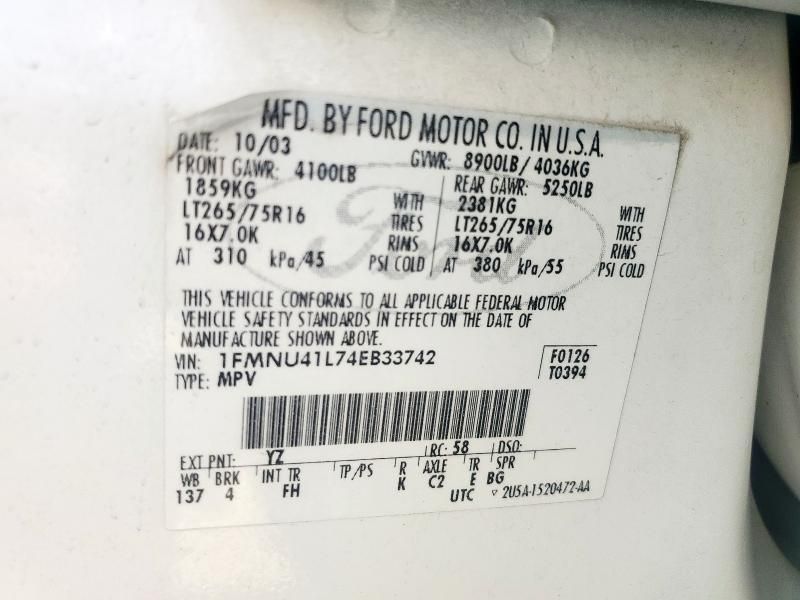 MFD. BY FORD MOTOR CO. IN U.S.A.
DATE: 10/03 GVWR: 8900LB/ 4036KG
FRONT GAWR: 4100LB REAR GAWR: 5250LB
1859KG WITH 2381KG WITH
LT265/75R16 TIRES LT265/75R16 TIRES
16X7.0K RIMS 16X7.0K RIMS
AT 310 kPa/45 PSI COLD AT 380 kPa/55 PSI COLD
Ford
THIS VEHICLE CONFORMS TO ALL APPLICABLE FEDERAL MOTOR
VEHICLE SAFETY STANDARDS IN EFFECT ON THE DATE OF
MANUFACTURE SHOWN ABOVE.
VIN: 1FMNU41L74EB33742 F0126
TYPE: MPV T0394
EXT PNT: YZ RC: 58 DSO:
WB BRK INT TR TP/PS R AXLE TR SPR
137 4 FH K C2 E BG
UTC ▽ 2U5A-1520472-AA